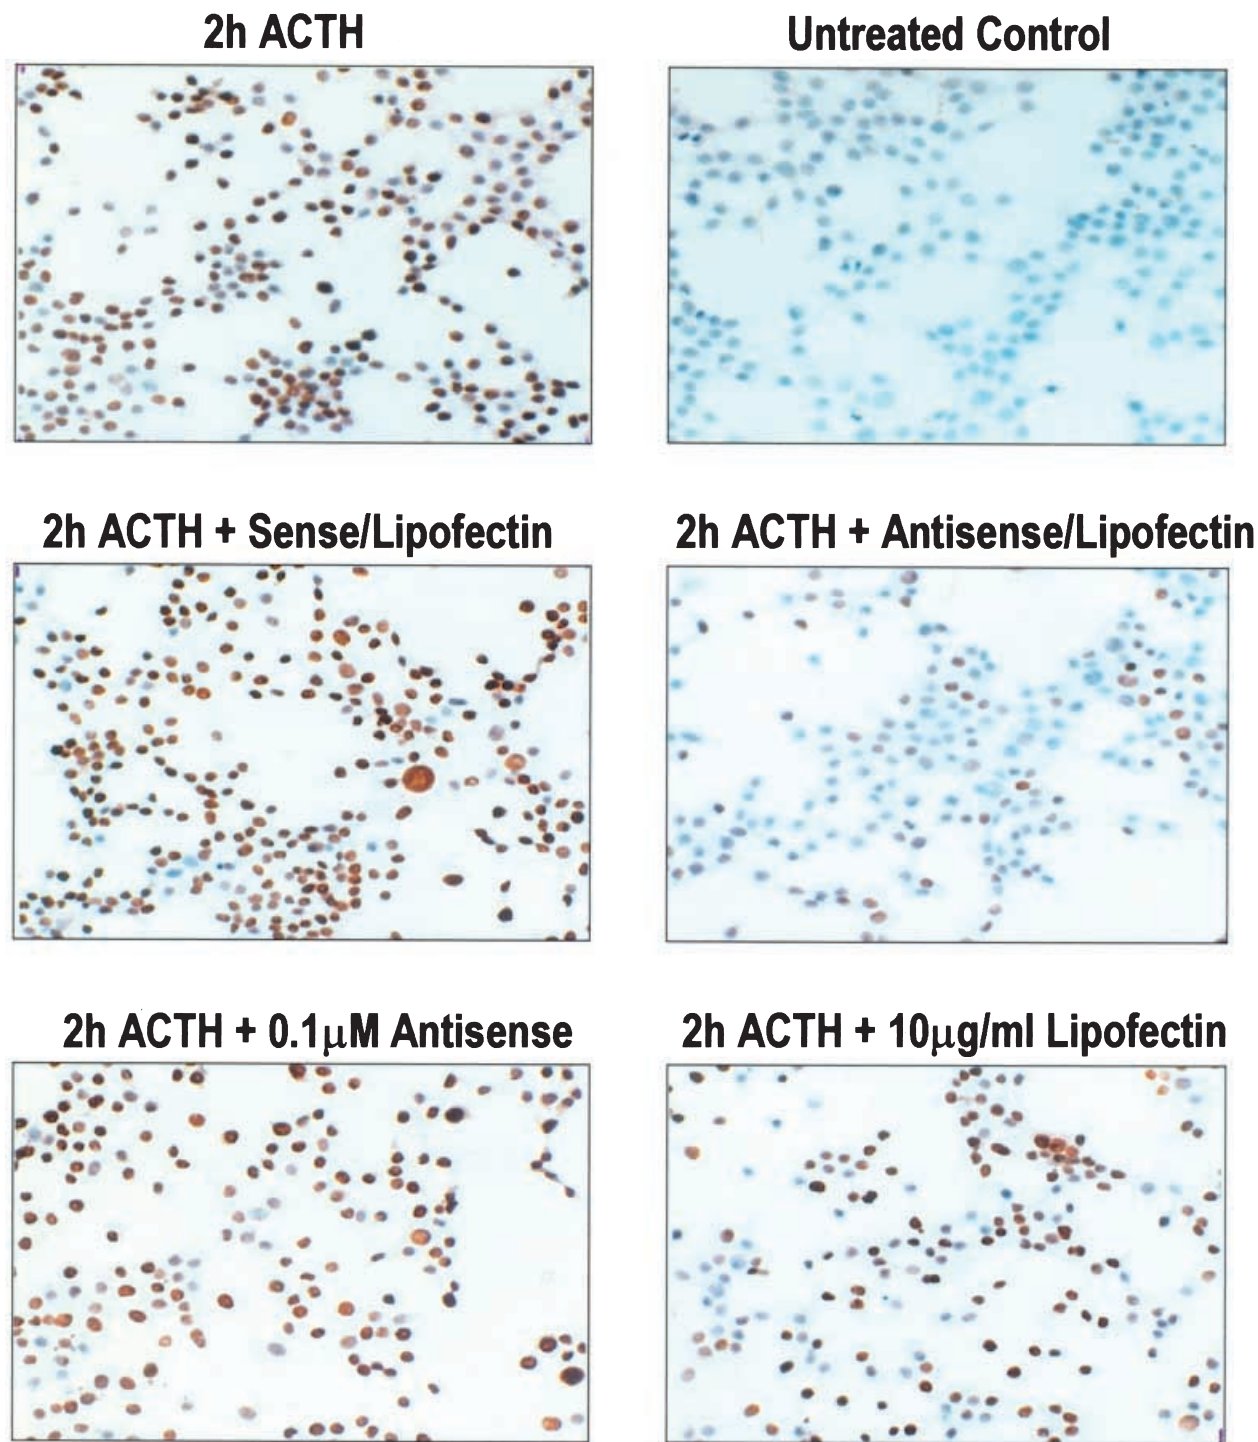 2h ACTH
Untreated Control
2h ACTH + Sense/Lipofectin
2h ACTH + Antisense/Lipofectin
2h ACTH + 0.1μM Antisense
2h ACTH + 10μg/ml Lipofectin